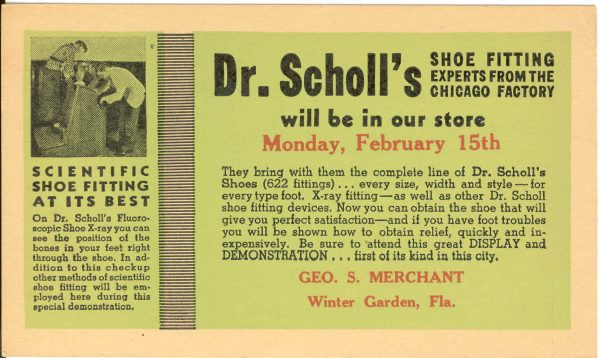 SCIENTIFIC
SHOE FITTING
AT ITS BEST
On Dr. Scholl's Fluoro-
scopic Shoe X-ray you can
see the position of the
bones in your feet right
through the shoe. In ad-
dition to this checkup
other methods of scientific
shoe fitting will be em-
ployed here during this
special demonstration.
Dr. Scholl's
SHOE FITTING
EXPERTS FROM THE
CHICAGO FACTORY
will be in our store
Monday, February 15th
They bring with them the complete line of Dr. Scholl's
Shoes (622 fittings) . . . every size, width and style—for
every type foot. X-ray fitting—as well as other Dr. Scholl
shoe fitting devices. Now you can obtain the shoe that will
give you perfect satisfaction—and if you have foot troubles
you will be shown how to obtain relief, quickly and in-
expensively. Be sure to attend this great DISPLAY and
DEMONSTRATION . . . first of its kind in this city.
GEO. S. MERCHANT
Winter Garden, Fla.